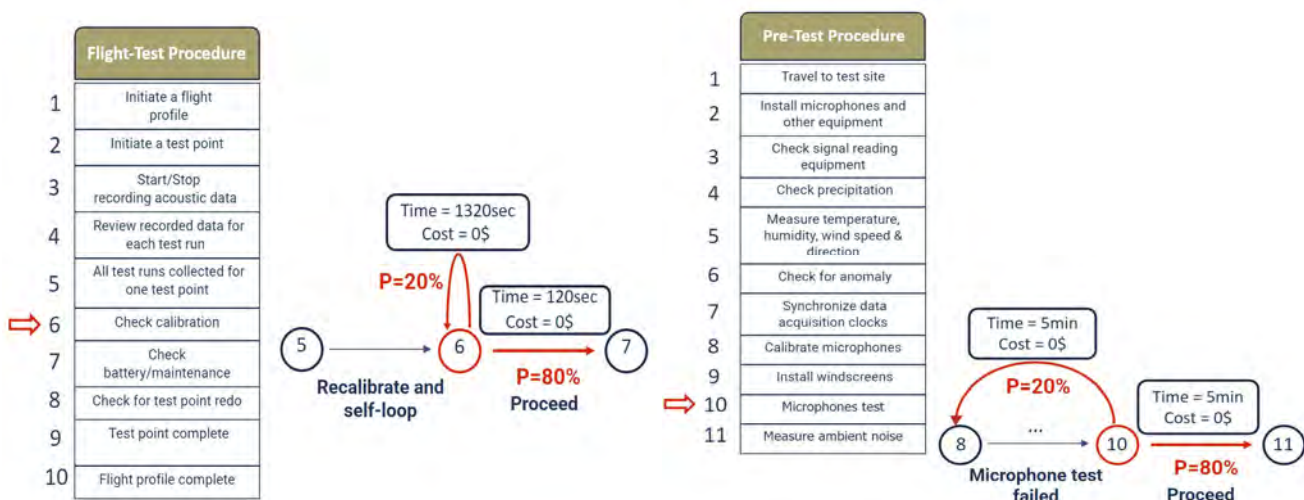 Flight-Test Procedure
1
Initiate a flight
profile
2
Initiate a test point
3
Start/Stop
recording acoustic data
4
Review recorded data for
each test run
5
All test runs collected for
one test point
6
Check calibration
7
Check
battery/maintenance
8
Check for test point redo
9
Test point complete
10
Flight profile complete
Time = 1320sec
Cost = 0$
P=20%
Time = 120sec
Cost = 0$
5
6
7
P=80%
Recalibrate and
self-loop
Proceed
Pre-Test Procedure
1
Travel to test site
2
Install microphones and
other equipment
3
Check signal reading
equipment
4
Check precipitation
5
Measure temperature,
humidity, wind speed &
direction
6
Check for anomaly
7
Synchronize data
acquisition clocks
8
Calibrate microphones
9
Install windscreens
10
Microphones test
11
Measure ambient noise
Time = 5min
Cost = 0$
P=20%
Time =5min
Cost = 0$
8
...
10
11
Microphone test
failed
P=80%
Proceed